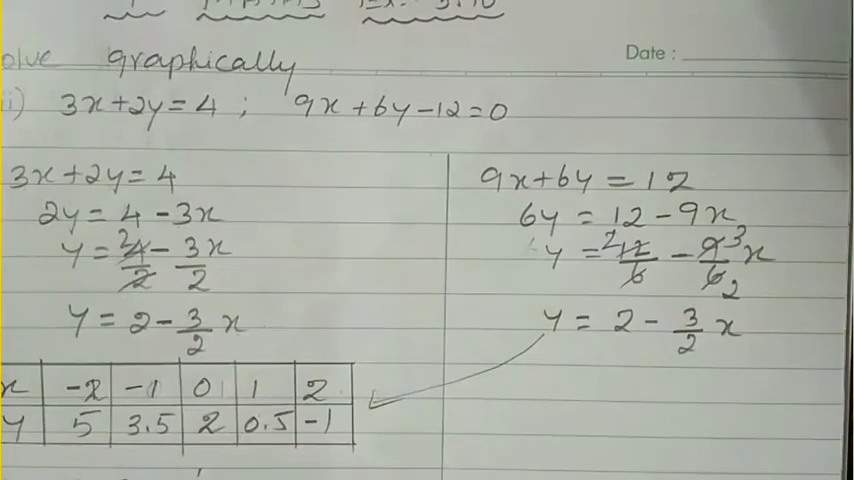 Date :
graphically
3x+2y=4 ; 9x+6y-12=0
3x+2y=4
2y= 4-3x
y= 4/2 - 3x/2
y= 2-3/2 x
x -2 -1 0 1 2
y 5 3.5 2 0.5 -1
9x+6y=12
6y = 12-9x
y = 12/6 - 9/6 x
y = 2- 3/2 x